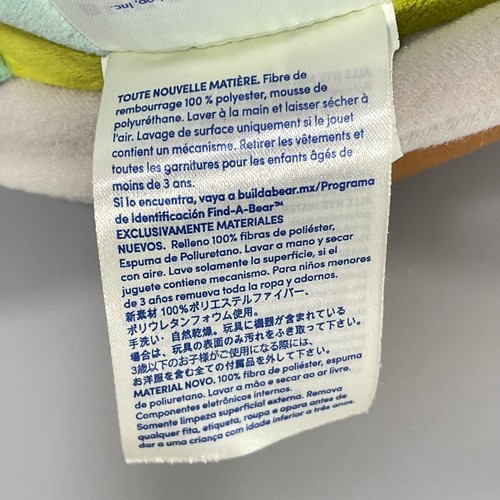 op, Inc.
TOUTE NOUVELLE MATIÈRE. Fibre de
rembourrage 100 % polyester, mousse de
polyuréthane. Laver à la main et laisser sécher à
l'air. Lavage de surface uniquement si le jouet
contient un mécanisme. Retirer les vêtements et
toutes les garnitures pour les enfants âgés de
moins de 3 ans.
Si lo encuentra, vaya a buildabear.mx/Programa
de Identificación Find-A-Bear™
EXCLUSIVAMENTE MATERIALES
NUEVOS. Relleno 100% fibras de poliéster,
Espuma de Poliuretano. Lavar a mano y secar
con aire. Lave solamente la superficie, si el
juguete contiene mecanismo. Para niños menores
de 3 años remueva toda la ropa y adornos.
新素材 100%ポリエステルファイバー、
ポリウレタンフォウム使用。
手洗い・自然乾燥。玩具に機器が含まれている
場合は、玩具の表面のみ汚れをふき取って下さい。
3歳以下のお子様がご使用になる際には、
お洋服を含む全ての付属品を外して下さい。
MATERIAL NOVO. 100% fibra de poliéster, espuma
de poliuretano. Lavar a mão e secar ao ar livre.
Componentes eletrônicos internos.
Somente limpeza superficial externa. Remova
qualquer fita, etiqueta, roupa e apara antes de
dar a uma criança com idade inferior a três anos.